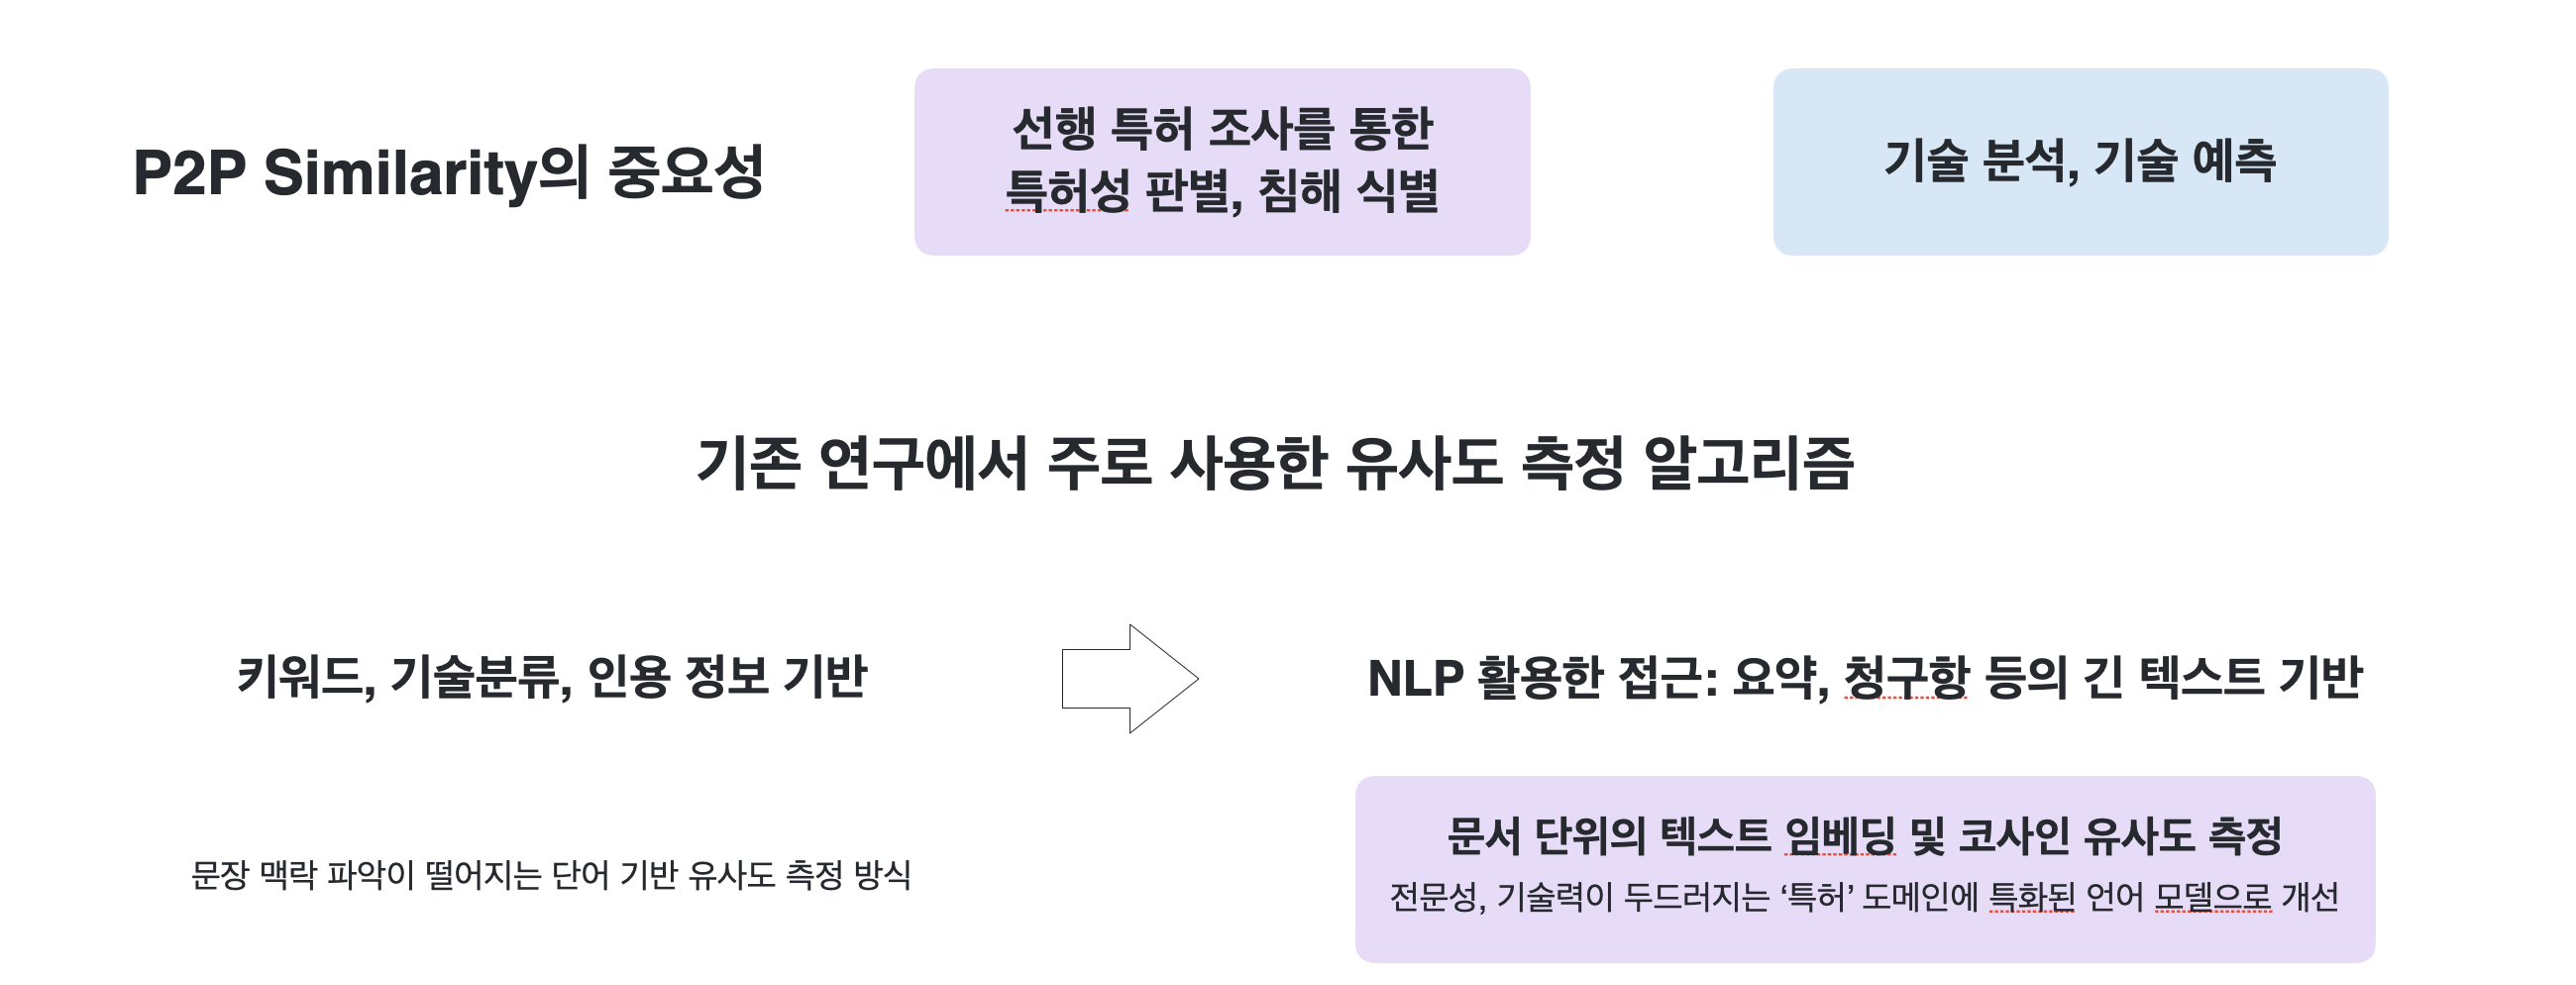 P2P Similarity의 중요성
선행 특허 조사를 통한
특허성 판별, 침해 식별
기술 분석, 기술 예측
기존 연구에서 주로 사용한 유사도 측정 알고리즘
키워드, 기술분류, 인용 정보 기반
NLP 활용한 접근: 요약, 청구항 등의 긴 텍스트 기반
문장 맥락 파악이 떨어지는 단어 기반 유사도 측정 방식
문서 단위의 텍스트 임베딩 및 코사인 유사도 측정
전문성, 기술력이 두드러지는 ‘특허’ 도메인에 특화된 언어 모델으로 개선